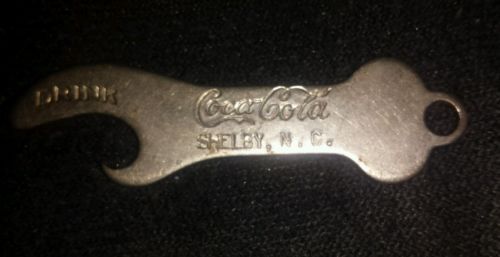 DRINK
Coca-Cola
SHELBY, N.C.